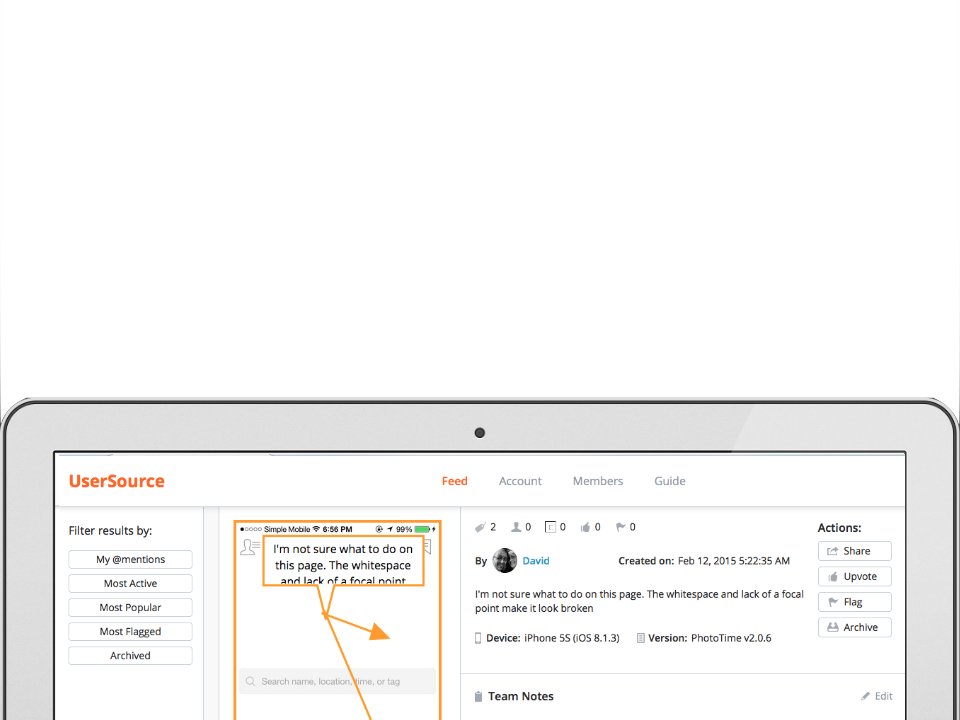 UserSource
Feed Account Members Guide
Filter results by:
My @mentions
Most Active
Most Popular
Most Flagged
Archived
Simple Mobile 6:56 PM 99%
I'm not sure what to do on
this page. The whitespace
and lack of a focal point
Search name, location, time, or tag
2 0 0 0 0
By David Created on: Feb 12, 2015 5:22:35 AM
I'm not sure what to do on this page. The whitespace and lack of a focal
point make it look broken
Device: iPhone 5S (iOS 8.1.3) Version: PhotoTime v2.0.6
Team Notes Edit
Actions:
Share
Upvote
Flag
Archive